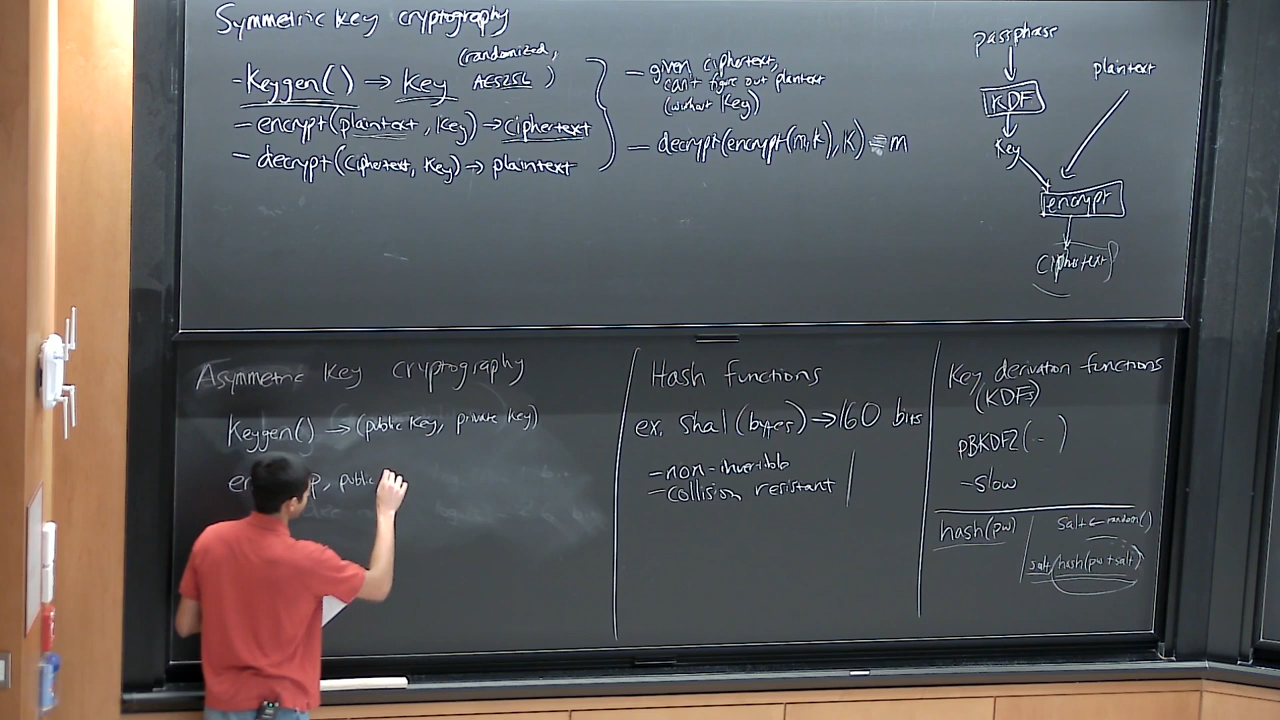 Symmetric Key cryptography
(randomized,
-Keygen() → Key AES256 )
-encrypt(plaintext, Key) → ciphertext
-decrypt(ciphertext, Key) → plaintext
- given ciphertext,
can't figure out plaintext
(without Key)
- decrypt(encrypt(m,k), k) = m
passphrase
KDF
Key
plaintext
encrypt
ciphertext
Asymmetric Key cryptography
Keygen() → (public key, private key)
p, public
Hash functions
ex. Sha1(bytes) → 160 bits
-non-invertible
-collision resistant
Key derivation functions
(KDFs)
PBKDF2(...)
-Slow
hash(pw)
salt ← random()
salt, hash(pw+salt)